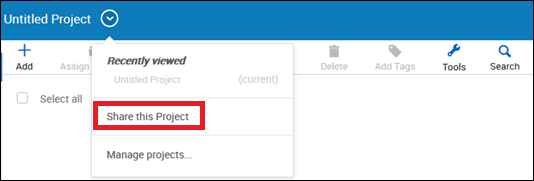 Untitled Project
Add
Assign
Delete
Add Tags
Tools
Search
Recently viewed
Untitled Project (current)
Select all
Share this Project
Manage projects...